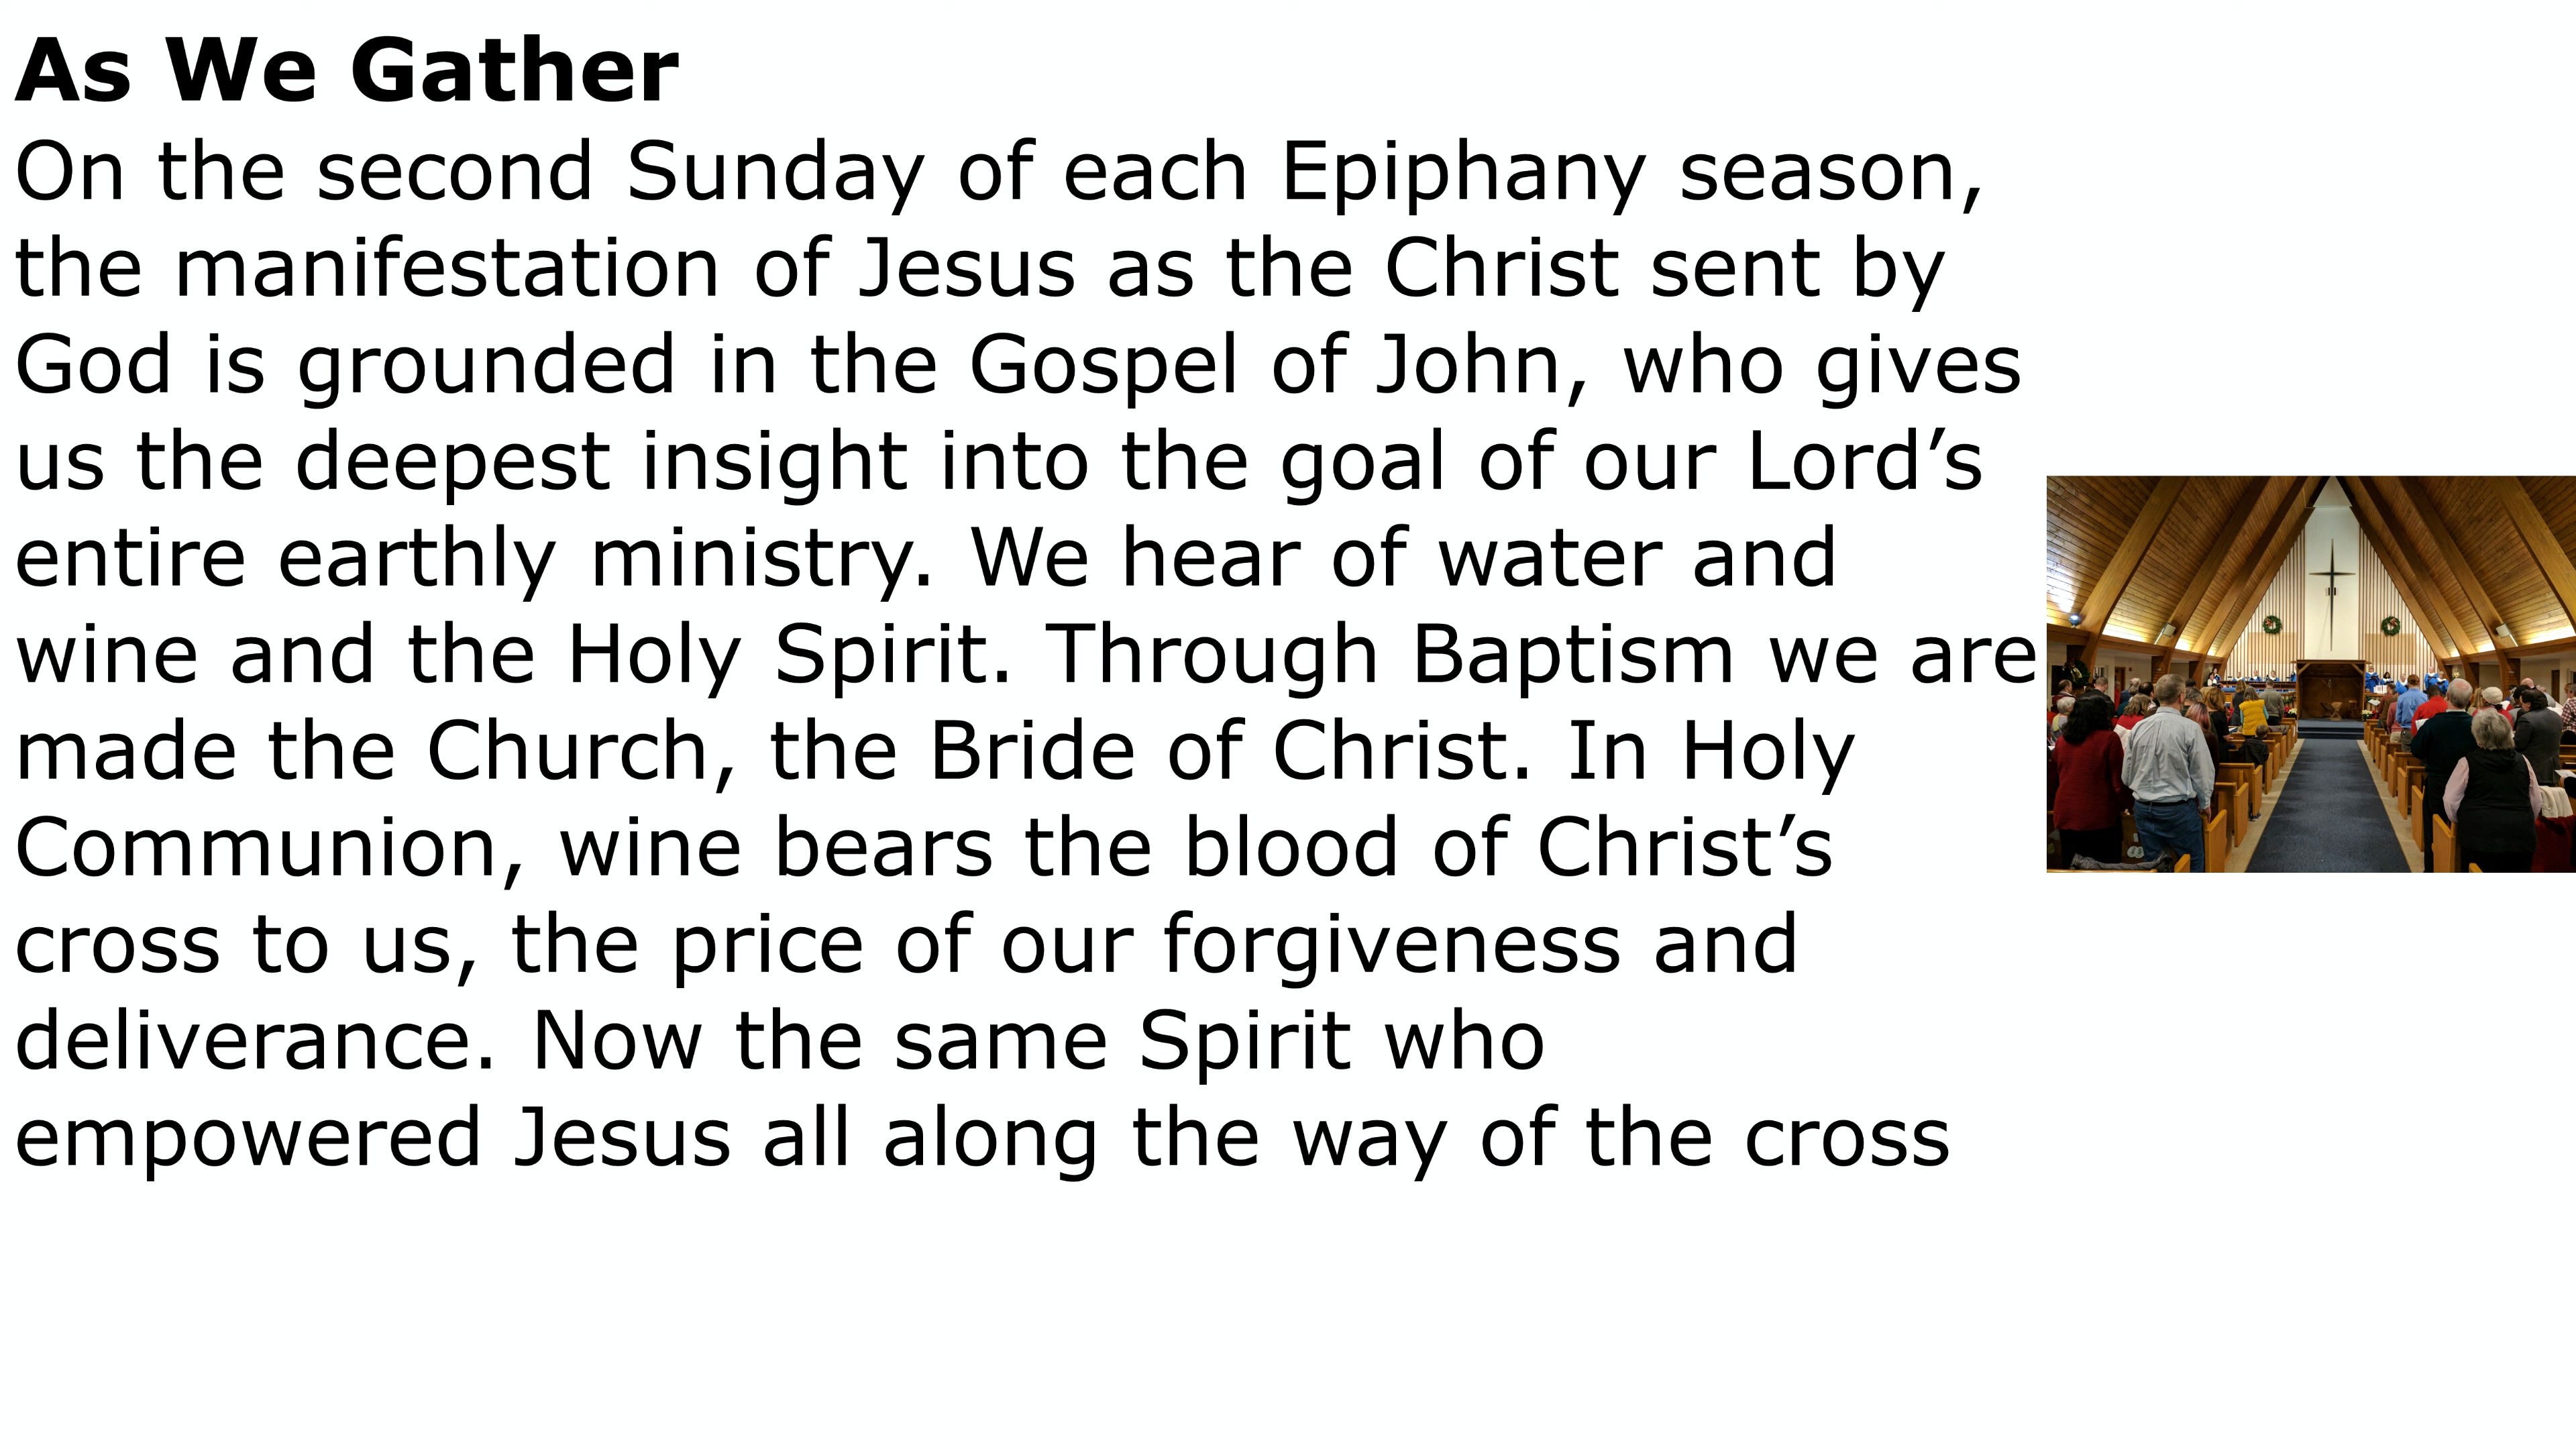 As We Gather
On the second Sunday of each Epiphany season,
the manifestation of Jesus as the Christ sent by
God is grounded in the Gospel of John, who gives
us the deepest insight into the goal of our Lord’s
entire earthly ministry. We hear of water and
wine and the Holy Spirit. Through Baptism we are
made the Church, the Bride of Christ. In Holy
Communion, wine bears the blood of Christ’s
cross to us, the price of our forgiveness and
deliverance. Now the same Spirit who
empowered Jesus all along the way of the cross